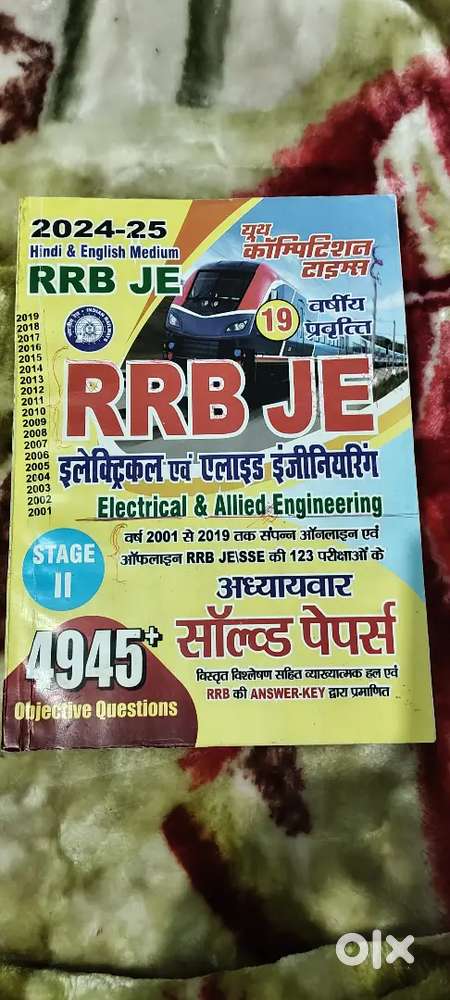 2024-25
Hindi & English Medium
RRB JE
यूथ
कॉम्पिटिशन
टाइम्स
19
वर्षीय
प्रवृत्ति
2019
2018
2017
2016
2015
2014
2013
2012
2011
2010
2009
2008
2007
2006
2005
2004
2003
2002
2001
RRB JE
इलेक्ट्रिकल एवं एलाइड इंजीनियरिंग
Electrical & Allied Engineering
STAGE
II
वर्ष 2001 से 2019 तक संपन्न ऑनलाइन एवं
ऑफलाइन RRB JE\SSE की 123 परीक्षाओं के
अध्यायवार
सॉल्व्ड पेपर्स
4945+
Objective Questions
विस्तृत विश्लेषण सहित व्याख्यात्मक हल एवं
RRB की ANSWER-KEY द्वारा प्रमाणित
olx